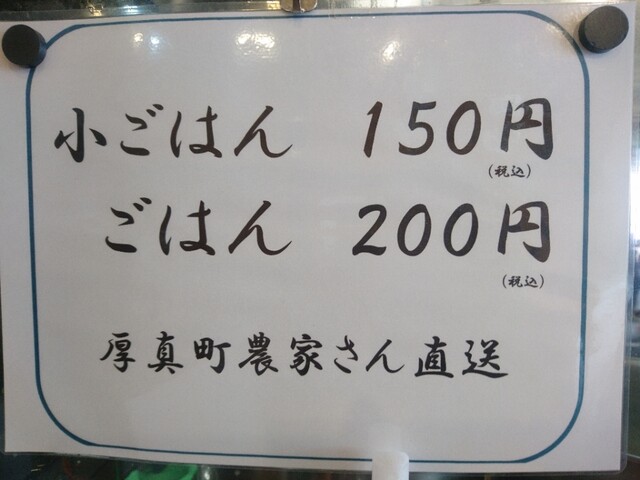 小ごはん 150円
(税込)
ごはん 200円
(税込)
厚真町農家さん直送